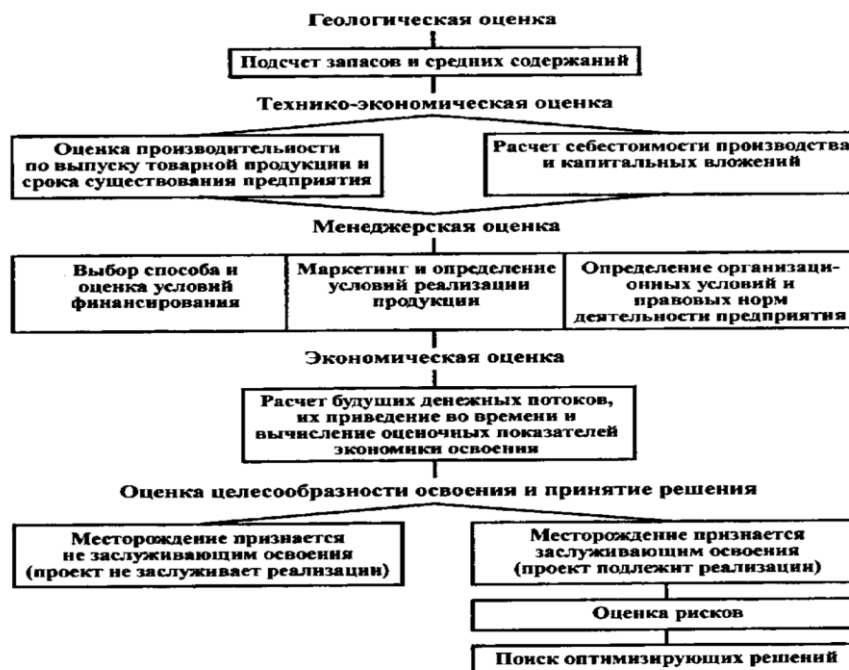 Геологическая оценка
Подсчет запасов и средних содержаний
Технико-экономическая оценка
Оценка производительности
по выпуску товарной продукции и
срока существования предприятия
Расчет себестоимости производства
и капитальных вложений
Менеджерская оценка
Выбор способа и
оценка условий
финансирования
Маркетинг и определение
условий реализации
продукции
Определение организаци-
онных условий и
правовых норм
деятельности предприятия
Экономическая оценка
Расчет будущих денежных потоков,
их приведение во времени и
вычисление оценочных показателей
экономики освоения
Оценка целесообразности освоения и принятие решения
Месторождение признается
не заслуживающим освоения
(проект не заслуживает реализации)
Месторождение признается
заслуживающим освоения
(проект подлежит реализации)
Оценка рисков
Поиск оптимизирующих решений